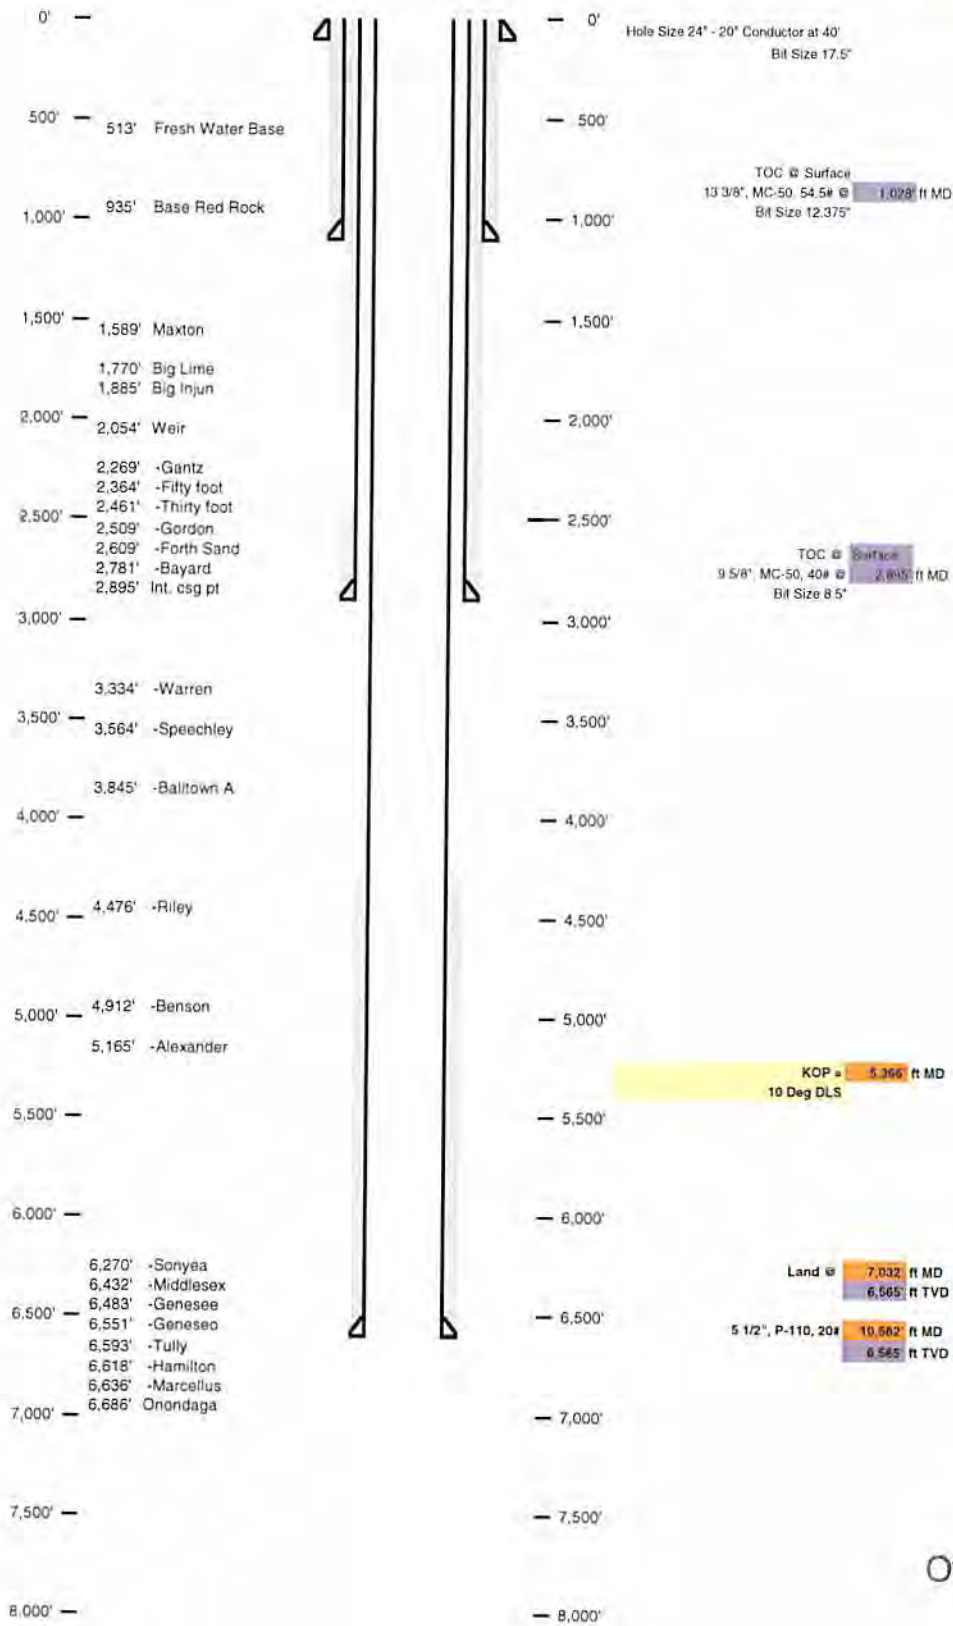 0'
500'
513' Fresh Water Base
935' Base Red Rock
1,000'
1,500'
1,589' Maxton
1,770' Big Lime
1,885' Big Injun
2,000'
2,054' Weir
2,269' -Gantz
2,364' -Fifty foot
2,461' -Thirty foot
2,500'
2,509' -Gordon
2,609' -Forth Sand
2,781' -Bayard
2,895' Int. csg pt
3,000'
3,334' -Warren
3,500'
3,564' -Speechley
3,845' -Balltown A
4,000'
4,476' -Riley
4,500'
4,912' -Benson
5,000'
5,165' -Alexander
5,500'
6,000'
6,270' -Sonyea
6,432' -Middlesex
6,483' -Genesee
6,500'
6,551' -Geneseo
6,593' -Tully
6,618' -Hamilton
6,636' -Marcellus
6,686' Onondaga
7,000'
7,500'
8,000'
0'
500'
1,000'
1,500'
2,000'
2,500'
3,000'
3,500'
4,000'
4,500'
5,000'
5,500'
6,000'
6,500'
7,000'
7,500'
8,000'
Hole Size 24" - 20" Conductor at 40'
Bit Size 17.5"
TOC @ Surface
13 3/8", MC-50, 54.5# @ 1,028' ft MD
Bit Size 12.375"
TOC @ Surface
9 5/8", MC-50, 40# @ 2,895' ft MD
Bit Size 8.5"
KOP = 5,366' ft MD
10 Deg DLS
Land @ 7,032' ft MD
6,565' ft TVD
5 1/2", P-110, 20# 10,582' ft MD
6,565' ft TVD